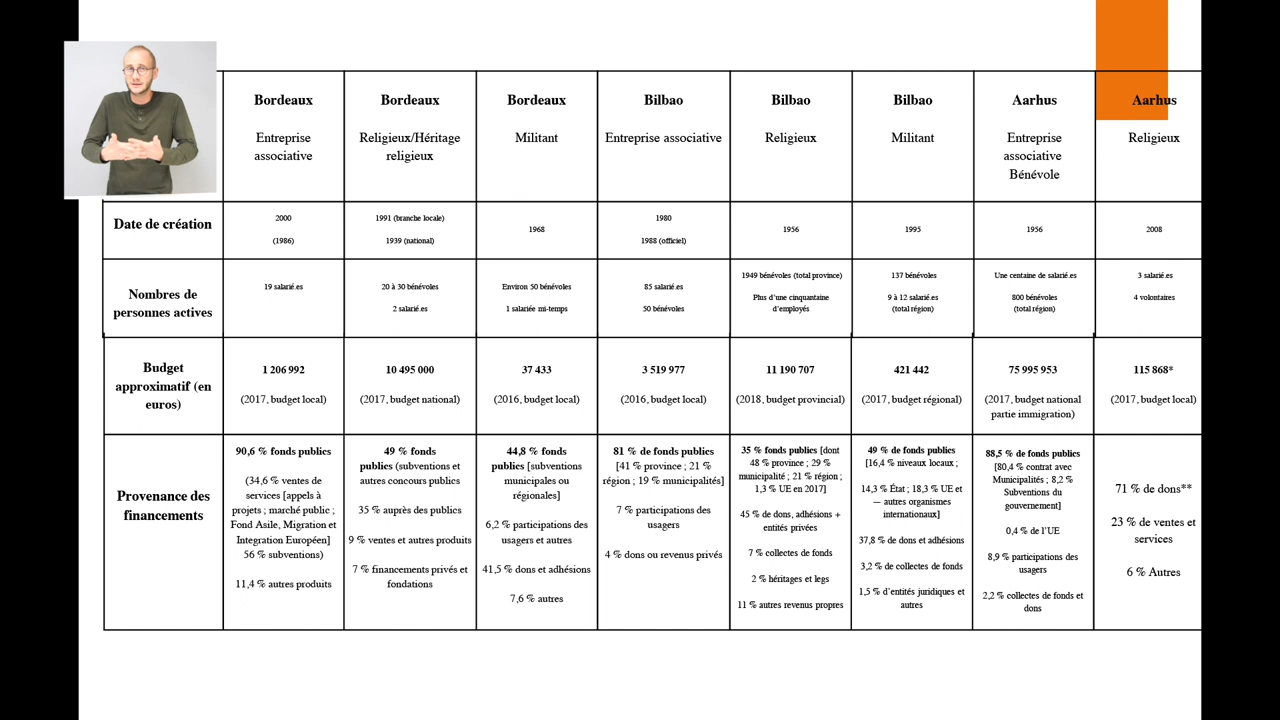 Bordeaux
Entreprise
associative
Bordeaux
Religieux/Héritage
religieux
Bordeaux
Militant
Bilbao
Entreprise associative
Bilbao
Religieux
Bilbao
Militant
Aarhus
Entreprise
associative
Bénévole
Aarhus
Religieux
Date de création
2000
(1986)
1991 (branche locale)
1939 (national)
1968
1980
1988 (officiel)
1956
1995
1956
2008
Nombres de
personnes actives
19 salarié.es
20 à 30 bénévoles
2 salarié.es
Environ 50 bénévoles
1 salariée mi-temps
85 salarié.es
50 bénévoles
1949 bénévoles (total province)
Plus d’une cinquantaine
d’employés
137 bénévoles
9 à 12 salarié.es
(total région)
Une centaine de salarié.es
800 bénévoles
(total région)
3 salarié.es
4 volontaires
Budget
approximatif (en
euros)
1 206 992
(2017, budget local)
10 495 000
(2017, budget national)
37 433
(2016, budget local)
3 519 977
(2016, budget local)
11 190 707
(2018, budget provincial)
421 442
(2017, budget régional)
75 995 953
(2017, budget national
partie immigration)
115 868*
(2017, budget local)
Provenance des
financements
90,6 % fonds publics
(34,6 % ventes de
services [appels à
projets ; marché public ;
Fond Asile, Migration et
Integration Européen]
56 % subventions)
11,4 % autres produits
49 % fonds
publics (subventions et
autres concours publics
35 % auprès des publics
9 % ventes et autres produits
7 % financements privés et
fondations
44,8 % fonds
publics [subventions
municipales ou
régionales]
6,2 % participations des
usagers et autres
41,5 % dons et adhésions
7,6 % autres
81 % de fonds publics
[41 % province ; 21 %
région ; 19 % municipalités]
7 % participations des
usagers
4 % dons ou revenus privés
35 % fonds publics [dont
48 % province ; 29 %
municipalité ; 21 % région ;
1,3 % UE en 2017]
45 % de dons, adhésions +
entités privées
7 % collectes de fonds
2 % héritages et legs
11 % autres revenus propres
49 % de fonds publics
[16,4 % niveaux locaux ;
14,3 % État ; 18,3 % UE et
— autres organismes
internationaux]
37,8 % de dons et adhésions
3,2 % de collectes de fonds
1,5 % d’entités juridiques et
autres
88,5 % de fonds publics
[80,4 % contrat avec
Municipalités ; 8,2 %
Subventions du
gouvernement]
0,4 % de l’UE
8,9 % participations des
usagers
2,2 % collectes de fonds et
dons
71 % de dons**
23 % de ventes et
services
6 % Autres